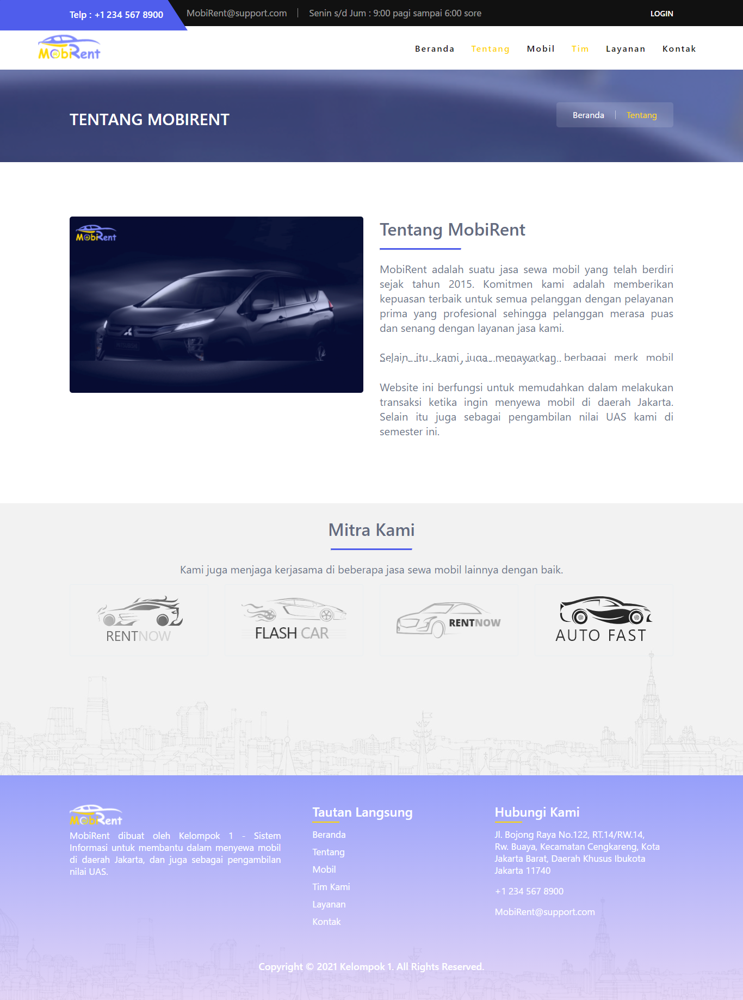 Telp : +1 234 567 8900
MobiRent@support.com
Senin s/d Jum : 9:00 pagi sampai 6:00 sore
LOGIN
MobiRent
Beranda
Tentang
Mobil
Tim
Layanan
Kontak
TENTANG MOBIRENT
Beranda
Tentang
MobiRent
MITSUBISHI
Tentang MobiRent
MobiRent adalah suatu jasa sewa mobil yang telah berdiri
sejak tahun 2015. Komitmen kami adalah memberikan
kepuasan terbaik untuk semua pelanggan dengan pelayanan
prima yang profesional sehingga pelanggan merasa puas
dan senang dengan layanan jasa kami.
Selain itu kami juga menawarkan berbagai merk mobil
Website ini berfungsi untuk memudahkan dalam melakukan
transaksi ketika ingin menyewa mobil di daerah Jakarta.
Selain itu juga sebagai pengambilan nilai UAS kami di
semester ini.
Mitra Kami
Kami juga menjaga kerjasama di beberapa jasa sewa mobil lainnya dengan baik.
RENTNOW
FLASH CAR
RENTNOW
AUTO FAST
MobiRent
MobiRent dibuat oleh Kelompok 1 - Sistem
Informasi untuk membantu dalam menyewa mobil
di daerah Jakarta, dan juga sebagai pengambilan
nilai UAS.
Tautan Langsung
Beranda
Tentang
Mobil
Tim Kami
Layanan
Kontak
Hubungi Kami
Jl. Bojong Raya No.122, RT.14/RW.14,
Rw. Buaya, Kecamatan Cengkareng, Kota
Jakarta Barat, Daerah Khusus Ibukota
Jakarta 11740
+1 234 567 8900
MobiRent@support.com
Copyright © 2021 Kelompok 1. All Rights Reserved.